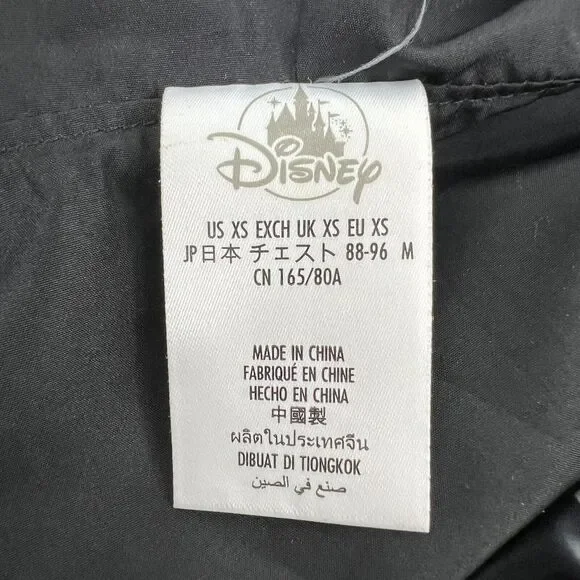 Disney
US XS EXCH UK XS EU XS
JP日本 チェスト 88-96 M
CN 165/80A
MADE IN CHINA
FABRIQUÉ EN CHINE
HECHO EN CHINA
中國製
ผลิตในประเทศจีน
DIBUAT DI TIONGKOK
صنع في الصين